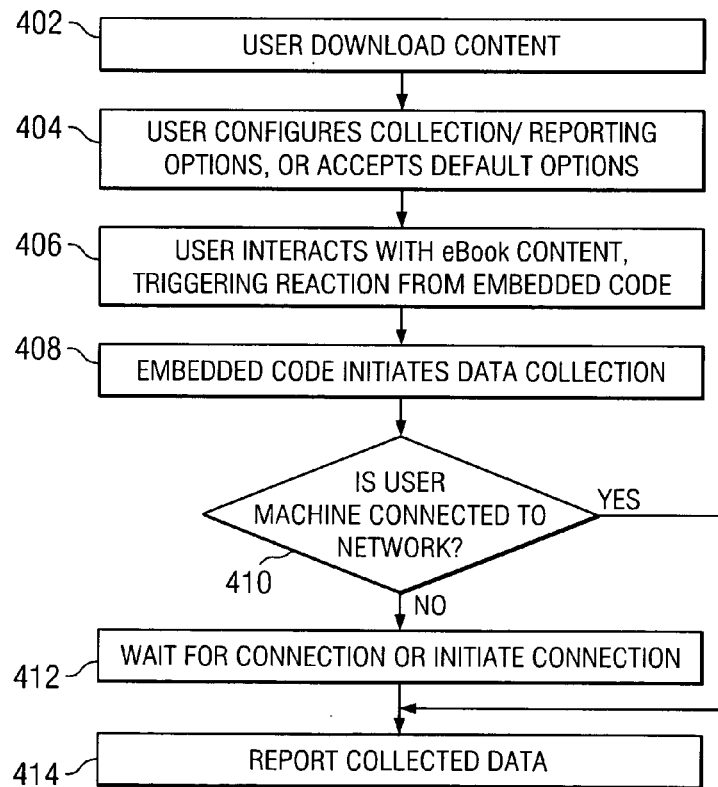 402
USER DOWNLOAD CONTENT
404
USER CONFIGURES COLLECTION/ REPORTING
OPTIONS, OR ACCEPTS DEFAULT OPTIONS
406
USER INTERACTS WITH eBook CONTENT,
TRIGGERING REACTION FROM EMBEDDED CODE
408
EMBEDDED CODE INITIATES DATA COLLECTION
IS USER
MACHINE CONNECTED TO
NETWORK?
YES
410
NO
WAIT FOR CONNECTION OR INITIATE CONNECTION
412
REPORT COLLECTED DATA
414